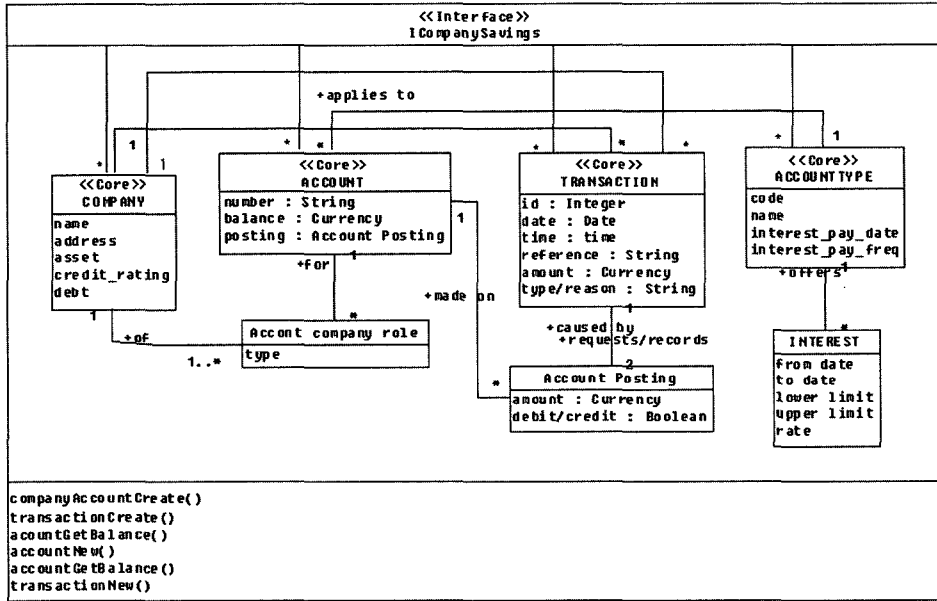 <<Interface>>
ICompanySavings
+applies to
1
1
*
1
*
*
*
*
*
*
1
<<Core>>
COMPANY
name
address
asset
credit_rating
debt
<<Core>>
ACCOUNT
number : String
balance : Currency
posting : Account Posting
<<Core>>
TRANSACTION
id : Integer
date : Date
time : time
reference : String
amount : Currency
type/reason : String
<<Core>>
ACCOUNTTYPE
code
name
interest_pay_date
interest_pay_freq
1
+for
1
+made on
1
+offers
1
*
1
+of
1..*
*
Accont company role
type
+caused by
+requests/records
2
*
Account Posting
amount : Currency
debit/credit : Boolean
INTEREST
from date
to date
lower limit
upper limit
rate
companyAccountCreate()
transactionCreate()
acountGetBalance()
accountNew()
accountGetBalance()
transactionNew()